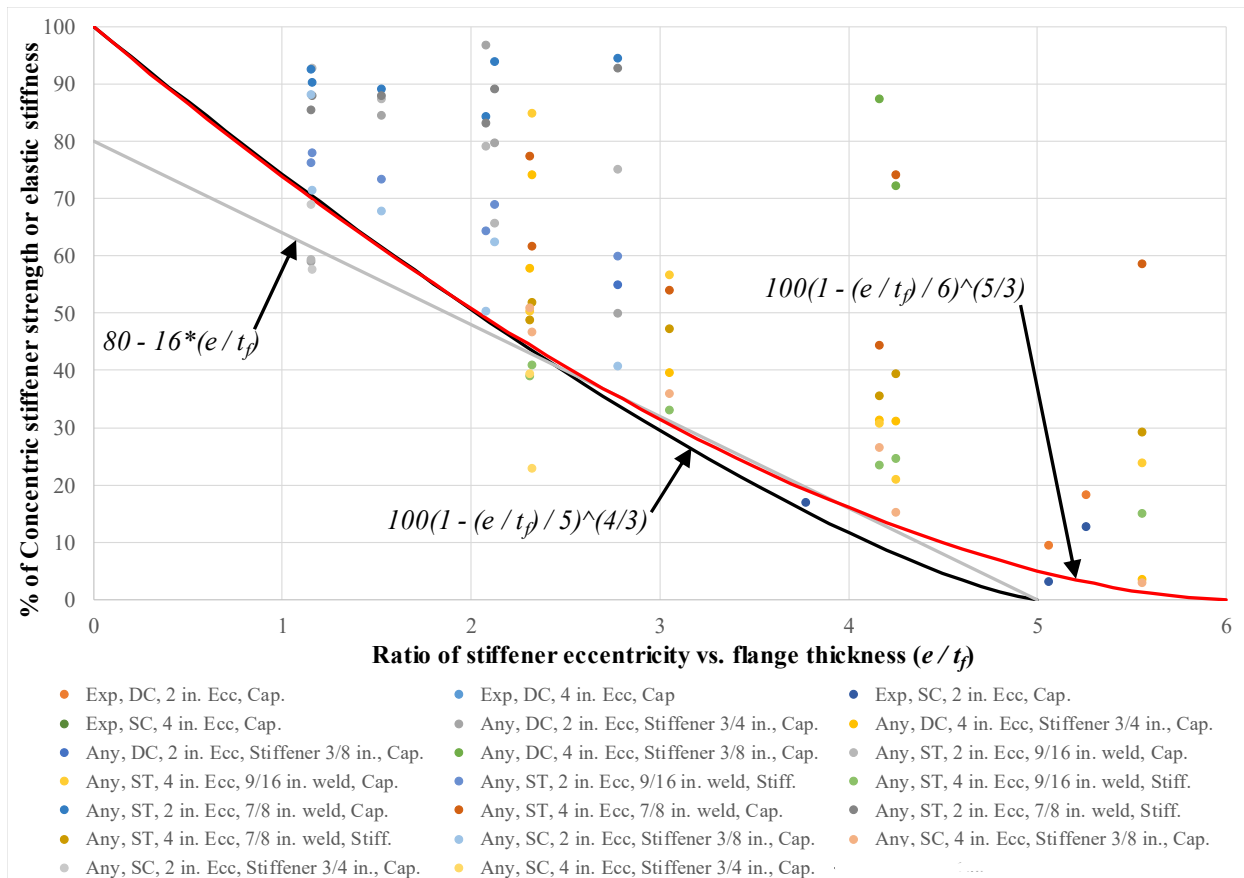 % of Concentric stiffener strength or elastic stiffness
100
90
80
70
60
50
40
30
20
10
0
80 - 16*(e / tf)
100(1 - (e / tf) / 6)^(5/3)
100(1 - (e / tf) / 5)^(4/3)
0 1 2 3 4 5 6
Ratio of stiffener eccentricity vs. flange thickness (e / tf)
Exp, DC, 2 in. Ecc, Cap. Exp, DC, 4 in. Ecc, Cap Exp, SC, 2 in. Ecc, Cap.
Exp, SC, 4 in. Ecc, Cap. Any, DC, 2 in. Ecc, Stiffener 3/4 in., Cap. Any, DC, 4 in. Ecc, Stiffener 3/4 in., Cap.
Any, DC, 2 in. Ecc, Stiffener 3/8 in., Cap. Any, DC, 4 in. Ecc, Stiffener 3/8 in., Cap. Any, ST, 2 in. Ecc, 9/16 in. weld, Cap.
Any, ST, 4 in. Ecc, 9/16 in. weld, Cap. Any, ST, 2 in. Ecc, 9/16 in. weld, Stiff. Any, ST, 4 in. Ecc, 9/16 in. weld, Stiff.
Any, ST, 2 in. Ecc, 7/8 in. weld, Cap. Any, ST, 4 in. Ecc, 7/8 in. weld, Cap. Any, ST, 2 in. Ecc, 7/8 in. weld, Stiff.
Any, ST, 4 in. Ecc, 7/8 in. weld, Stiff. Any, SC, 2 in. Ecc, Stiffener 3/8 in., Cap. Any, SC, 4 in. Ecc, Stiffener 3/8 in., Cap.
Any, SC, 2 in. Ecc, Stiffener 3/4 in., Cap. Any, SC, 4 in. Ecc, Stiffener 3/4 in., Cap.